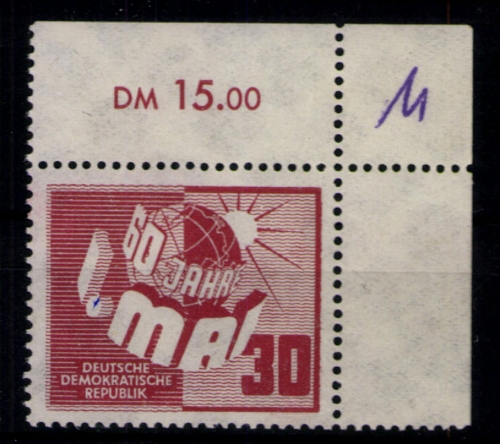 DM 15.00
60 JAHRE
1. MAI
30
DEUTSCHE
DEMOKRATISCHE
REPUBLIK